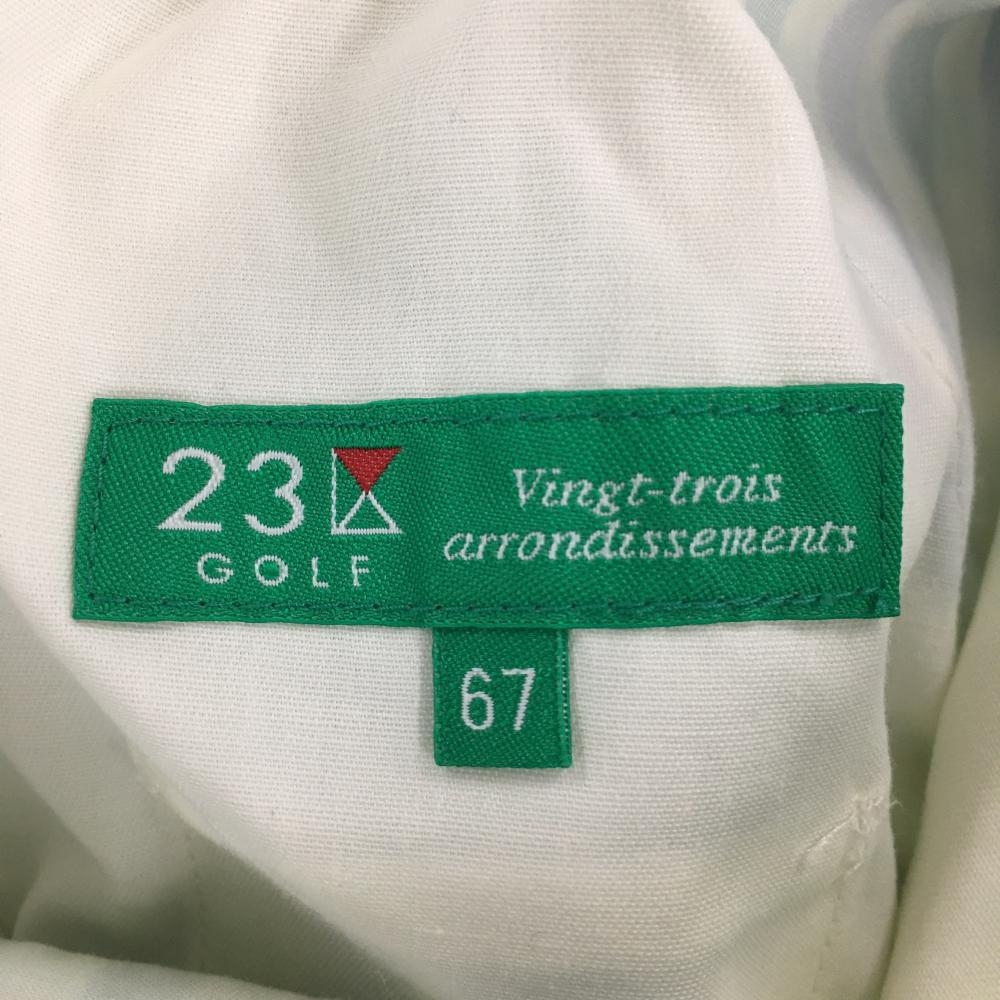 23
GOLF
Vingt-trois
arrondissements
67